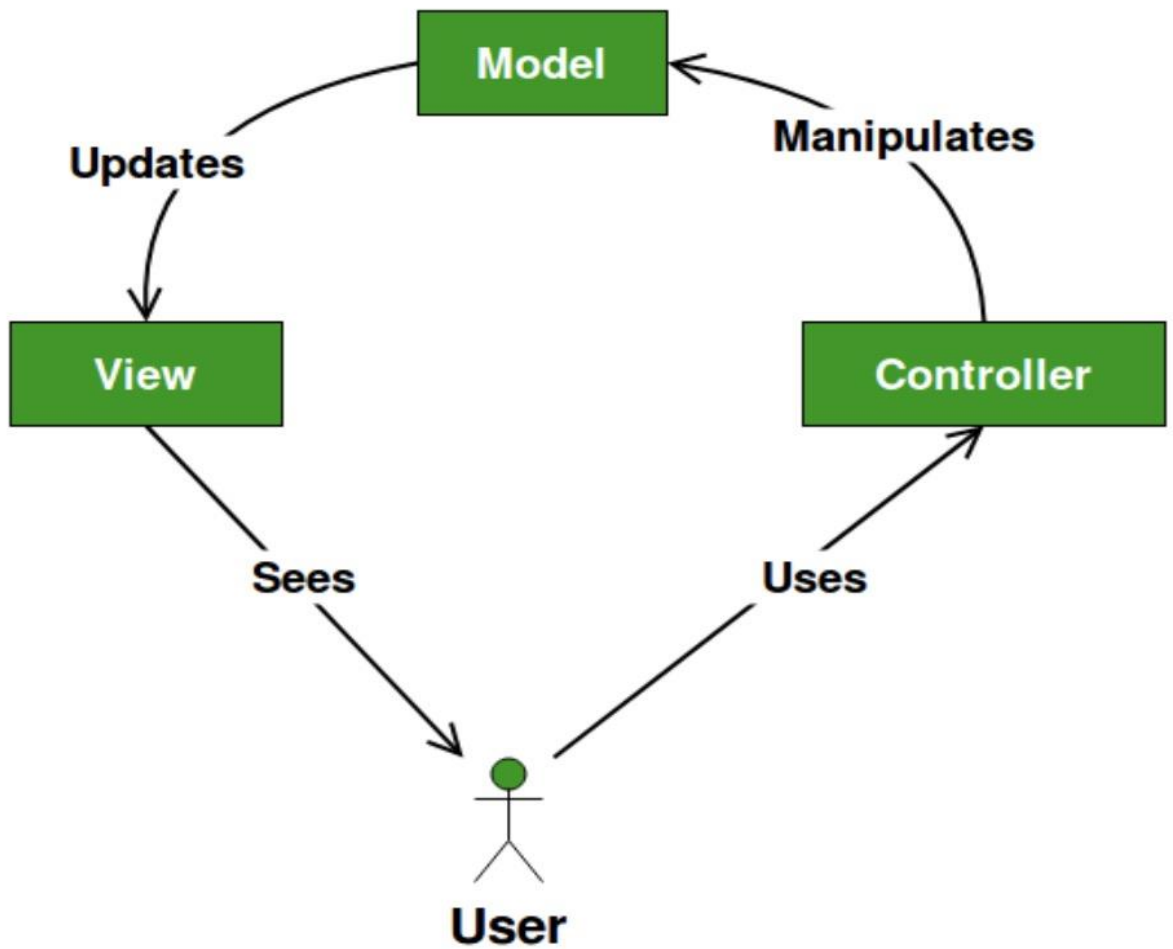 Model
Updates
Manipulates
View
Controller
Sees
Uses
User